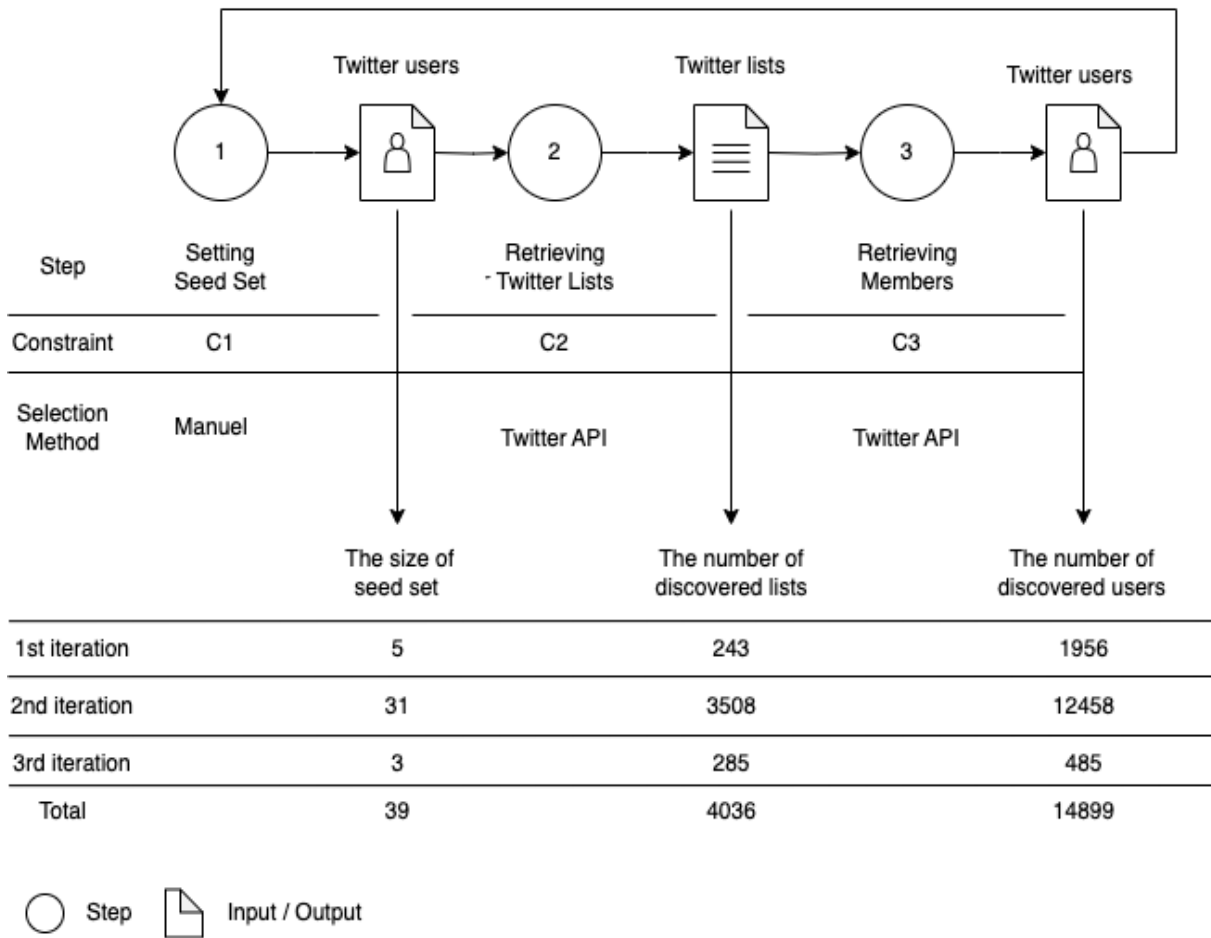 Twitter users
Twitter lists
Twitter users
1
2
3
Step
Setting
Seed Set
Retrieving
- Twitter Lists
Retrieving
Members
Constraint
C1
C2
C3
Selection
Method
Manuel
Twitter API
Twitter API
The size of
seed set
The number of
discovered lists
The number of
discovered users
1st iteration
5
243
1956
2nd iteration
31
3508
12458
3rd iteration
3
285
485
Total
39
4036
14899
Step
Input / Output